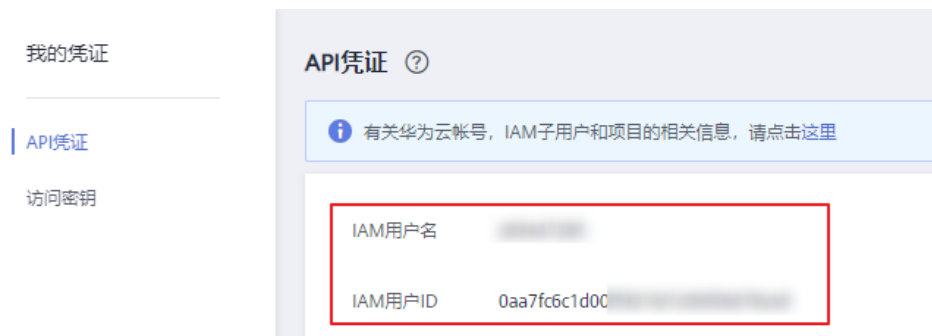 我的凭证
API凭证
访问密钥
API凭证 ?
有关华为云帐号，IAM子用户和项目的相关信息，请点击这里
IAM用户名
IAM用户ID 0aa7fc6c1d00